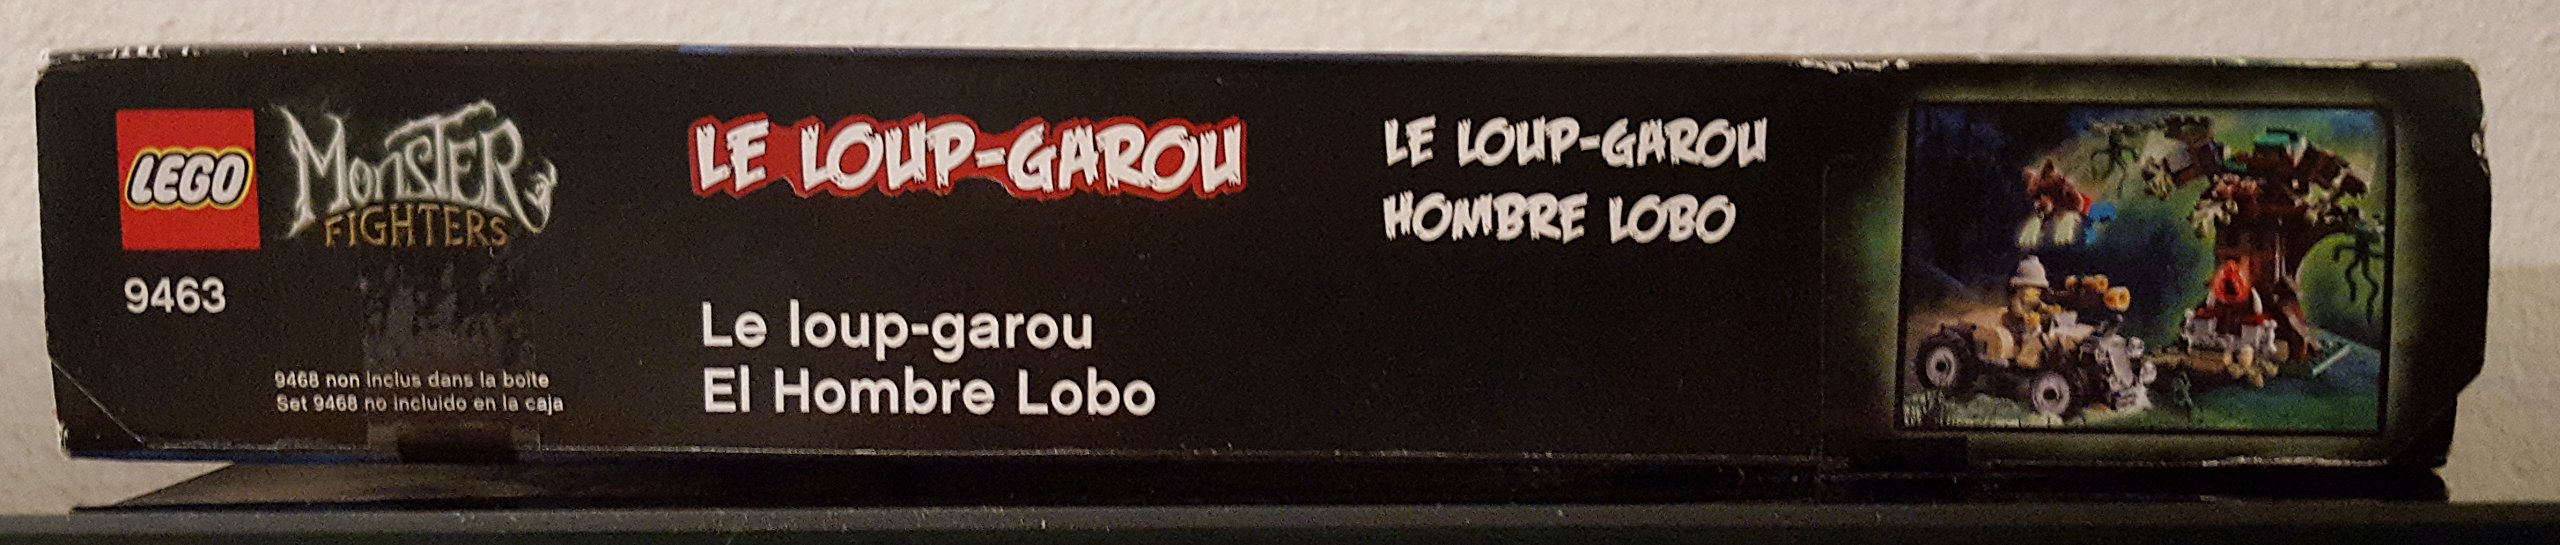 LEGO
MONSTER
FIGHTERS
9463
9468 non inclus dans la boîte
Set 9468 no incluido en la caja
LE LOUP-GAROU
Le loup-garou
El Hombre Lobo
LE LOUP-GAROU
HOMBRE LOBO